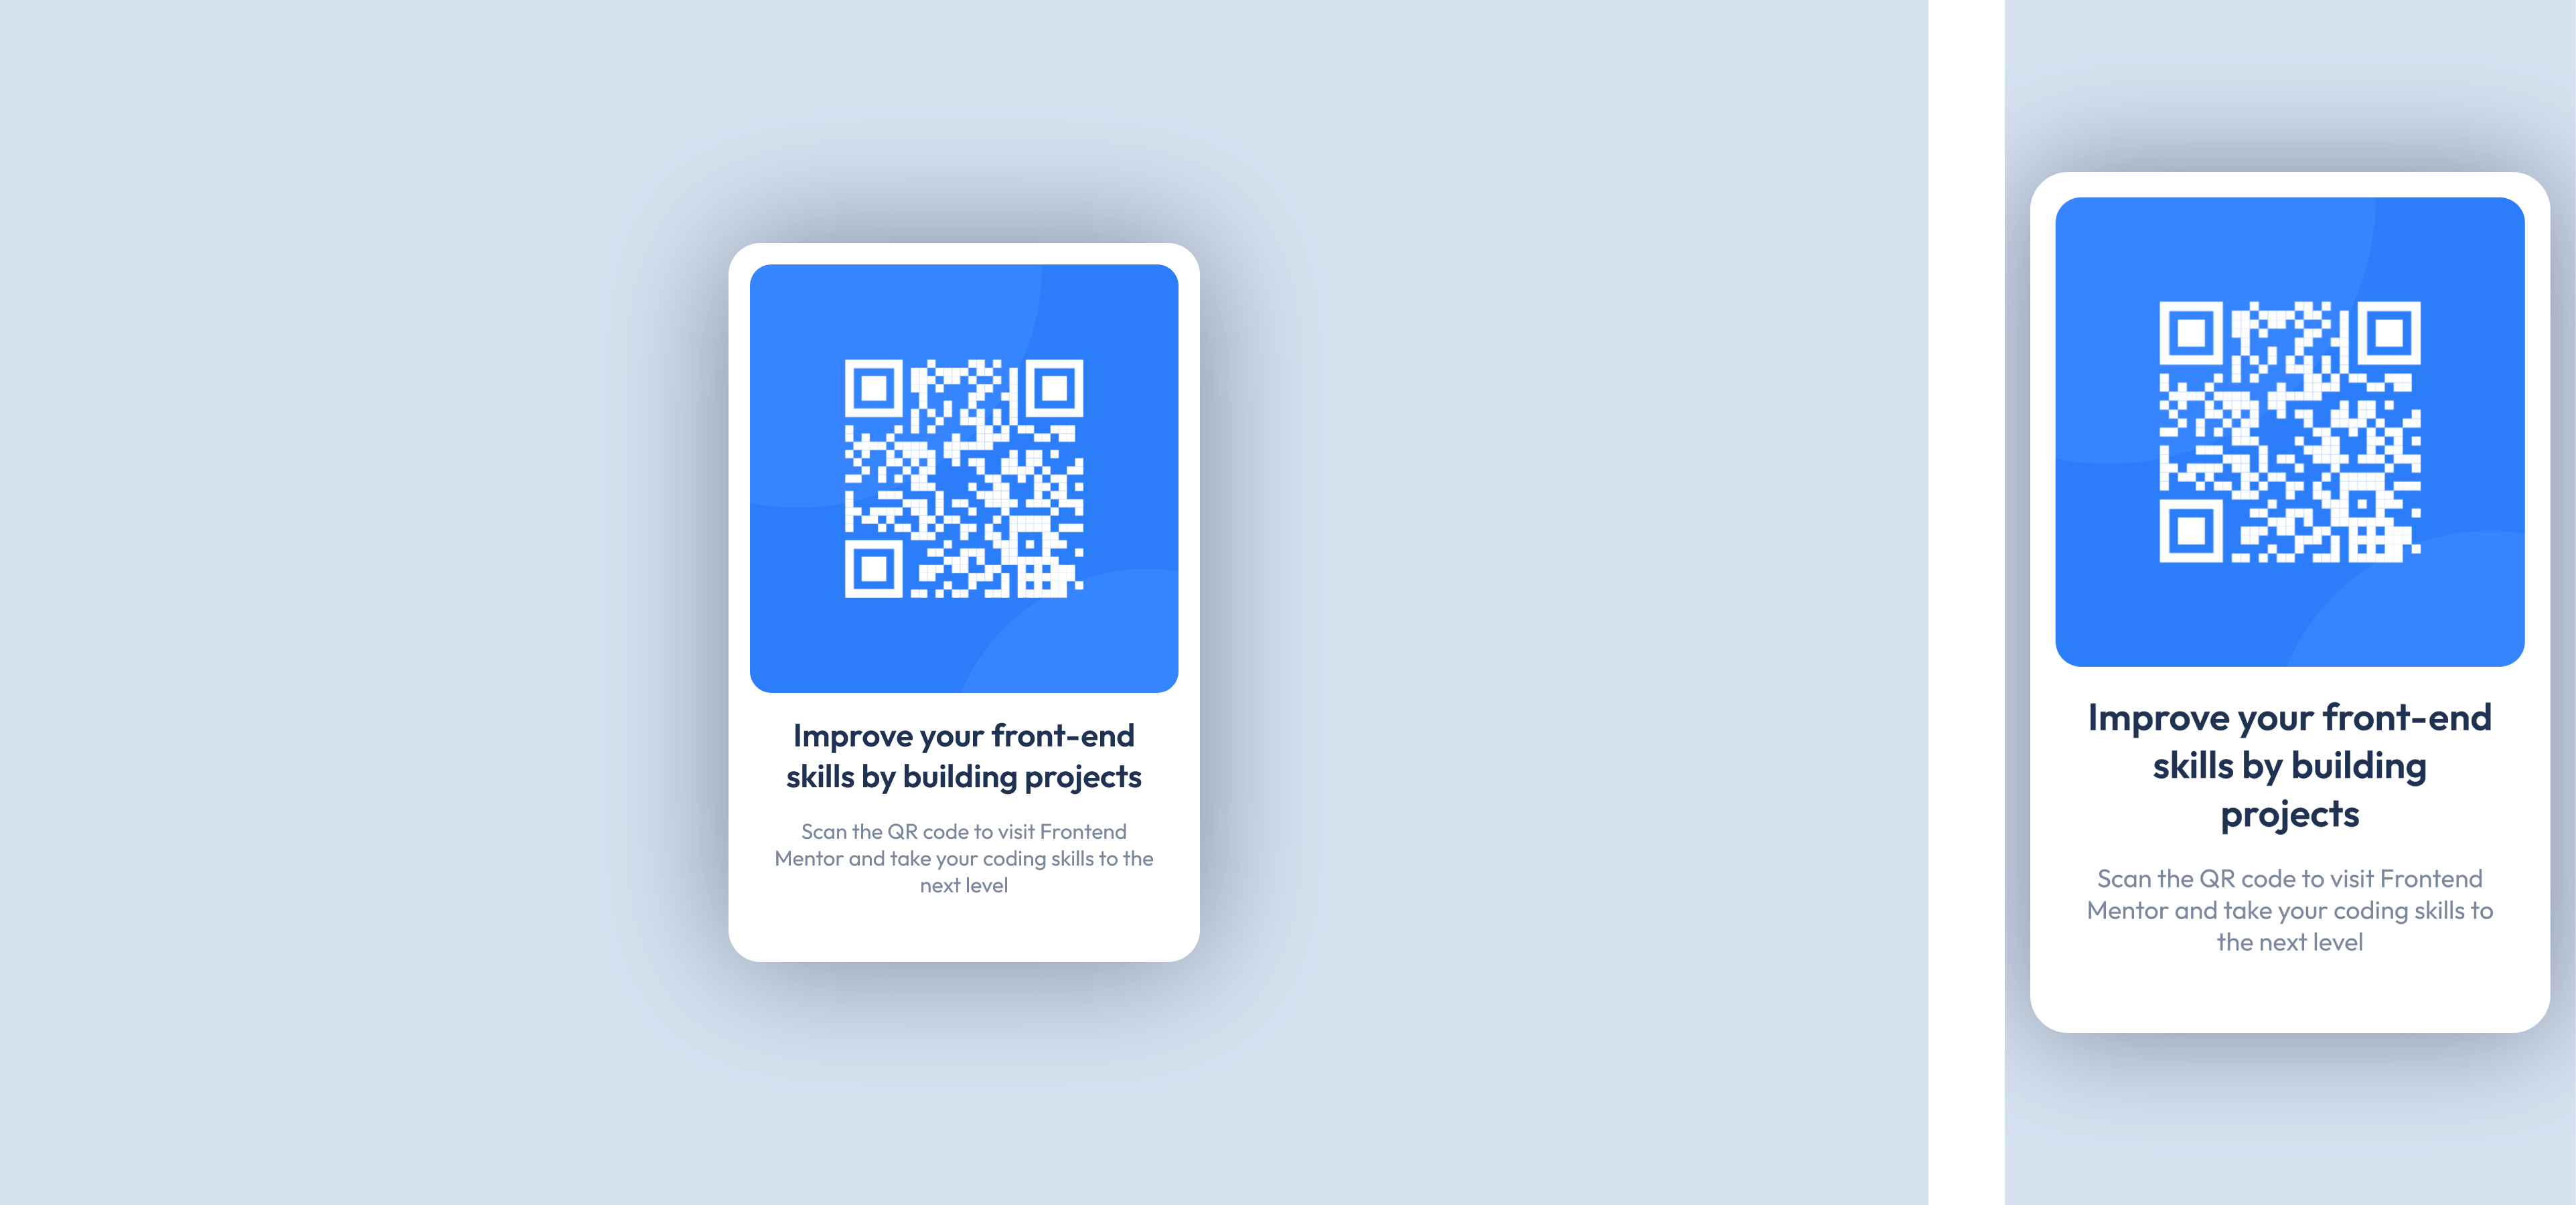 Improve your front-end
skills by building projects
Scan the QR code to visit Frontend
Mentor and take your coding skills to the
next level
Improve your front-end
skills by building
projects
Scan the QR code to visit Frontend
Mentor and take your coding skills to
the next level